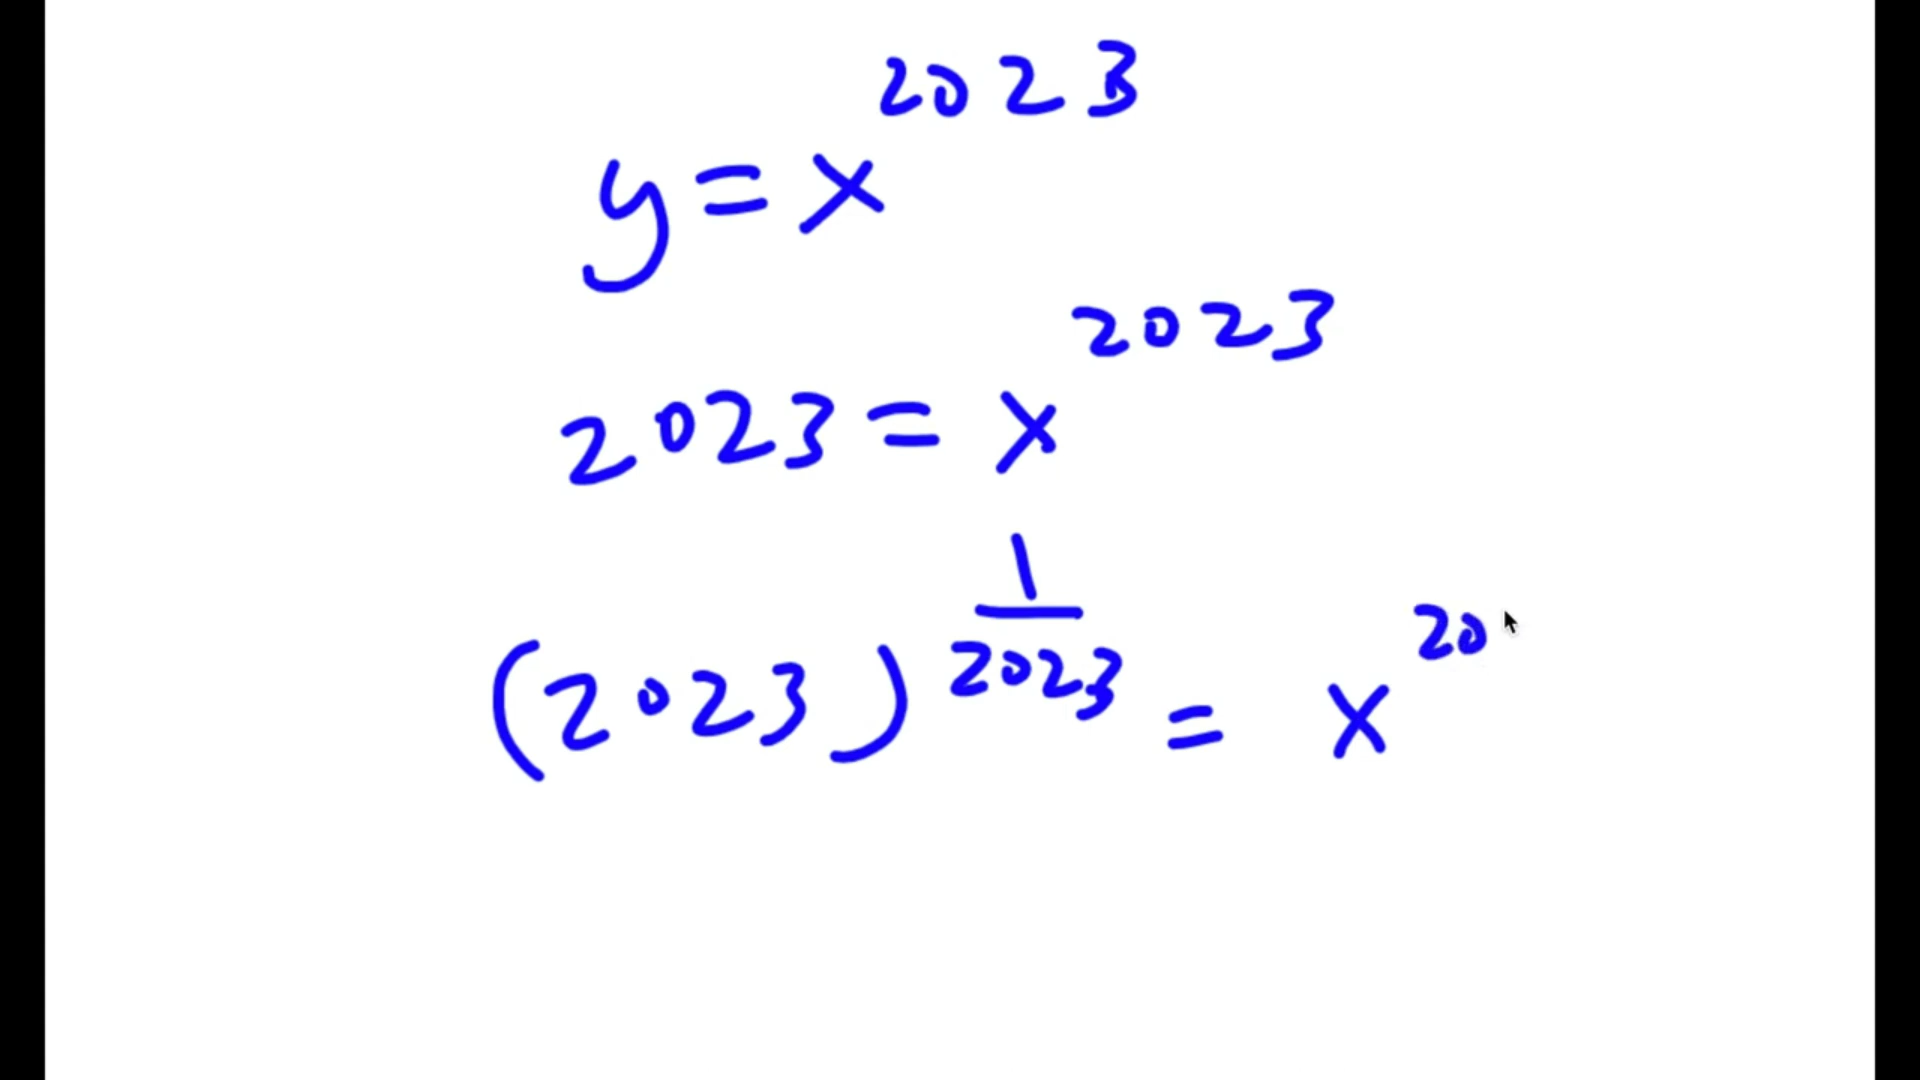 y = x^2023
2023 = x^2023
(2023)^(1/2023) = x^20